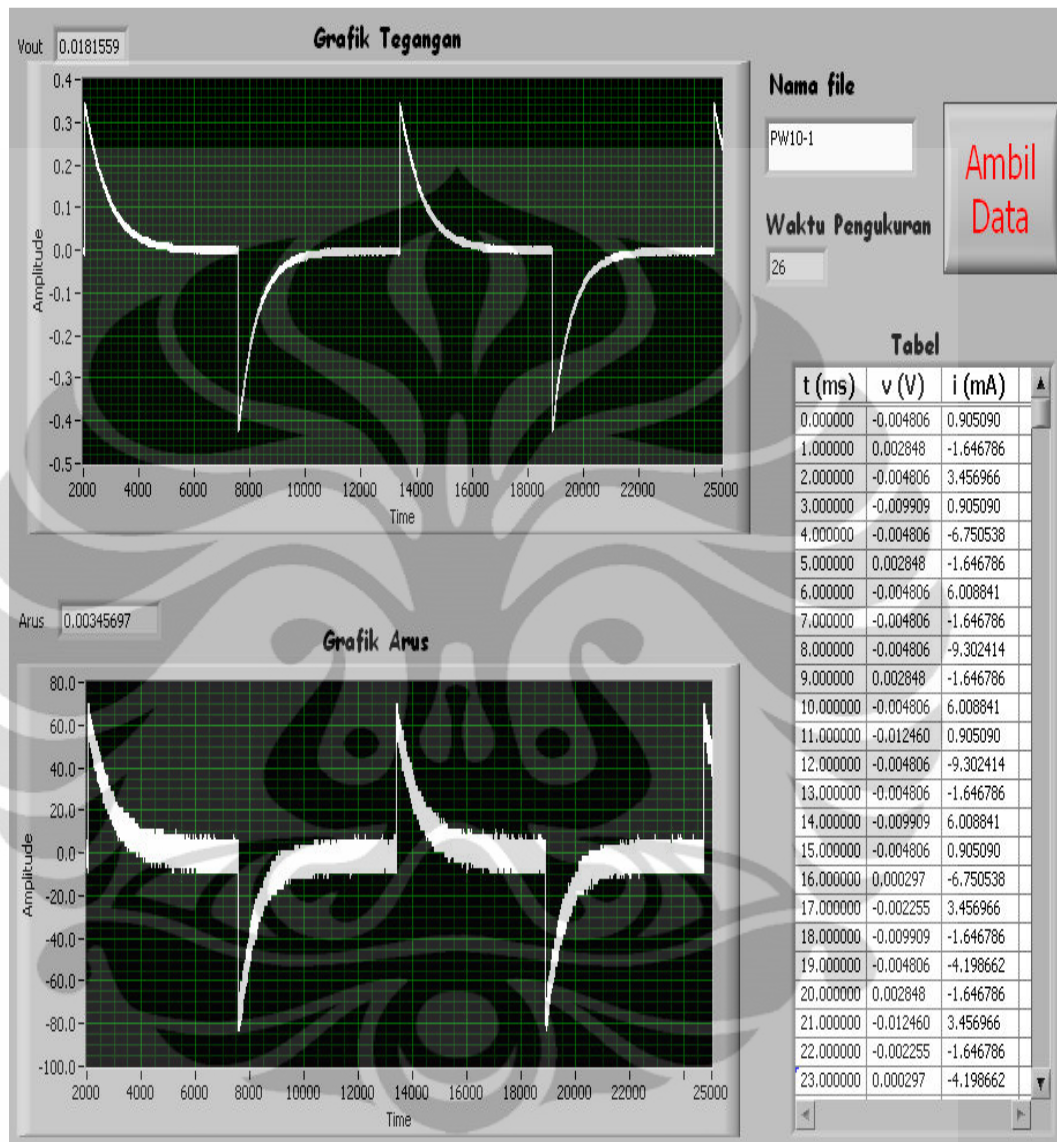 Vout 0.0181559
Grafik Tegangan
0.4
0.3
0.2
0.1
0.0
-0.1
-0.2
-0.3
-0.4
-0.5
Amplitude
2000 4000 6000 8000 10000 12000 14000 16000 18000 20000 22000 25000
Time
Nama file
PW10-1
Ambil
Data
Waktu Pengukuran
26
Arus 0.00345697
Grafik Arus
80.0
60.0
40.0
20.0
0.0
-20.0
-40.0
-60.0
-80.0
-100.0
Amplitude
2000 4000 6000 8000 10000 12000 14000 16000 18000 20000 22000 25000
Time
Tabel
t (ms) v (V) i (mA)
0.000000 -0.004806 0.905090
1.000000 0.002848 -1.646786
2.000000 -0.004806 3.456966
3.000000 -0.009909 0.905090
4.000000 -0.004806 -6.750538
5.000000 0.002848 -1.646786
6.000000 -0.004806 6.008841
7.000000 -0.004806 -1.646786
8.000000 -0.004806 -9.302414
9.000000 0.002848 -1.646786
10.000000 -0.004806 6.008841
11.000000 -0.012460 0.905090
12.000000 -0.004806 -9.302414
13.000000 -0.004806 -1.646786
14.000000 -0.009909 6.008841
15.000000 -0.004806 0.905090
16.000000 0.000297 -6.750538
17.000000 -0.002255 3.456966
18.000000 -0.009909 -1.646786
19.000000 -0.004806 -4.198662
20.000000 0.002848 -1.646786
21.000000 -0.012460 3.456966
22.000000 -0.002255 -1.646786
23.000000 0.000297 -4.198662